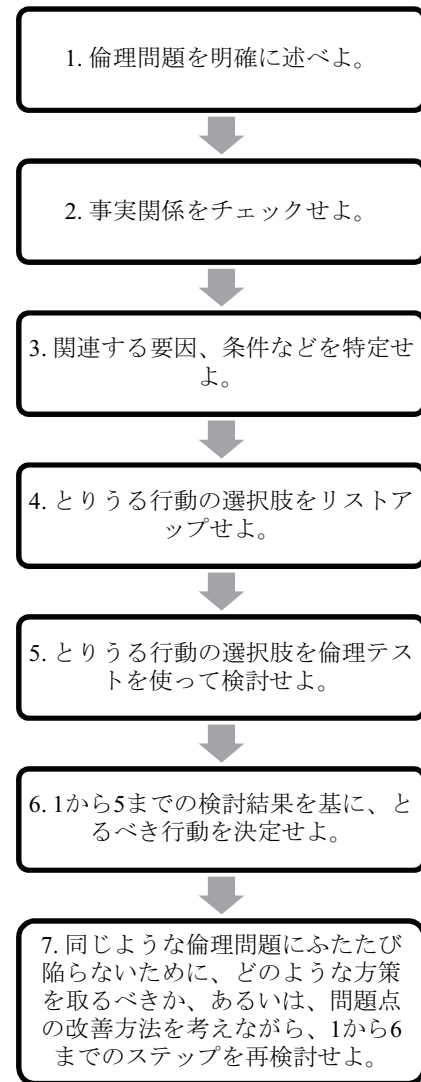 1. 倫理問題を明確に述べよ。
2. 事実関係をチェックせよ。
3. 関連する要因、条件などを特定せ
よ。
4. とりうる行動の選択肢をリストア
ップせよ。
5. とりうる行動の選択肢を倫理テス
トを使って検討せよ。
6. 1から5までの検討結果を基に、と
るべき行動を決定せよ。
7. 同じような倫理問題にふたたび
陥らないために、どのような方策
を取るべきか、あるいは、問題点
の改善方法を考えながら、1から6
までのステップを再検討せよ。